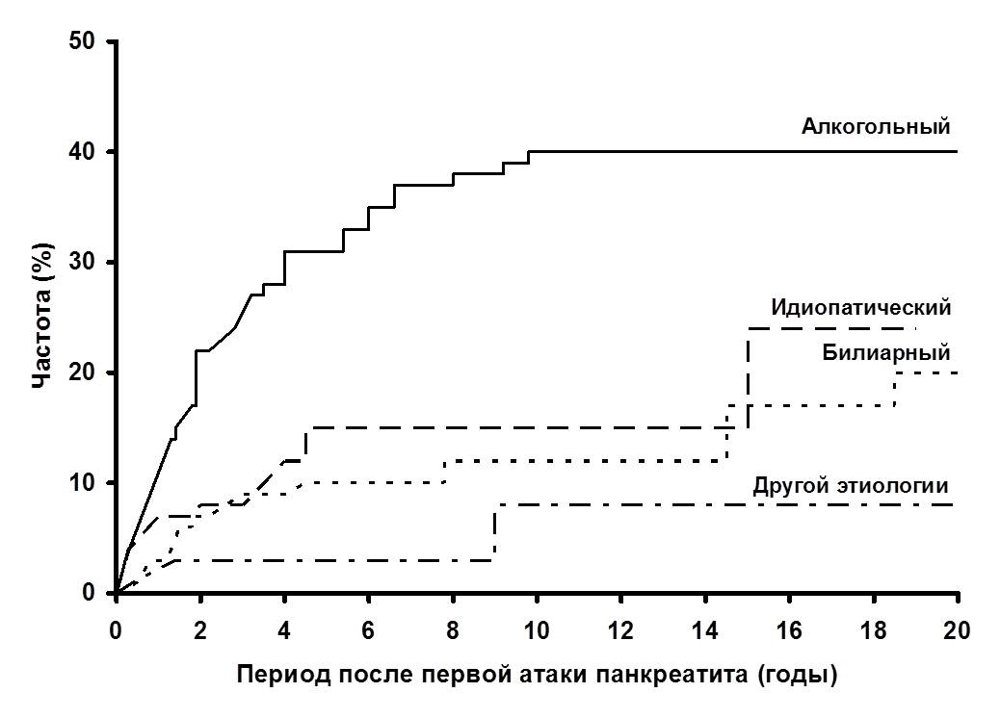 50
Алкогольный
40
30
Идиопатический
Билиарный
20
10
Другой этиологии
0
Частота (%)
0 2 4 6 8 10 12 14 16 18 20
Период после первой атаки панкреатита (годы)